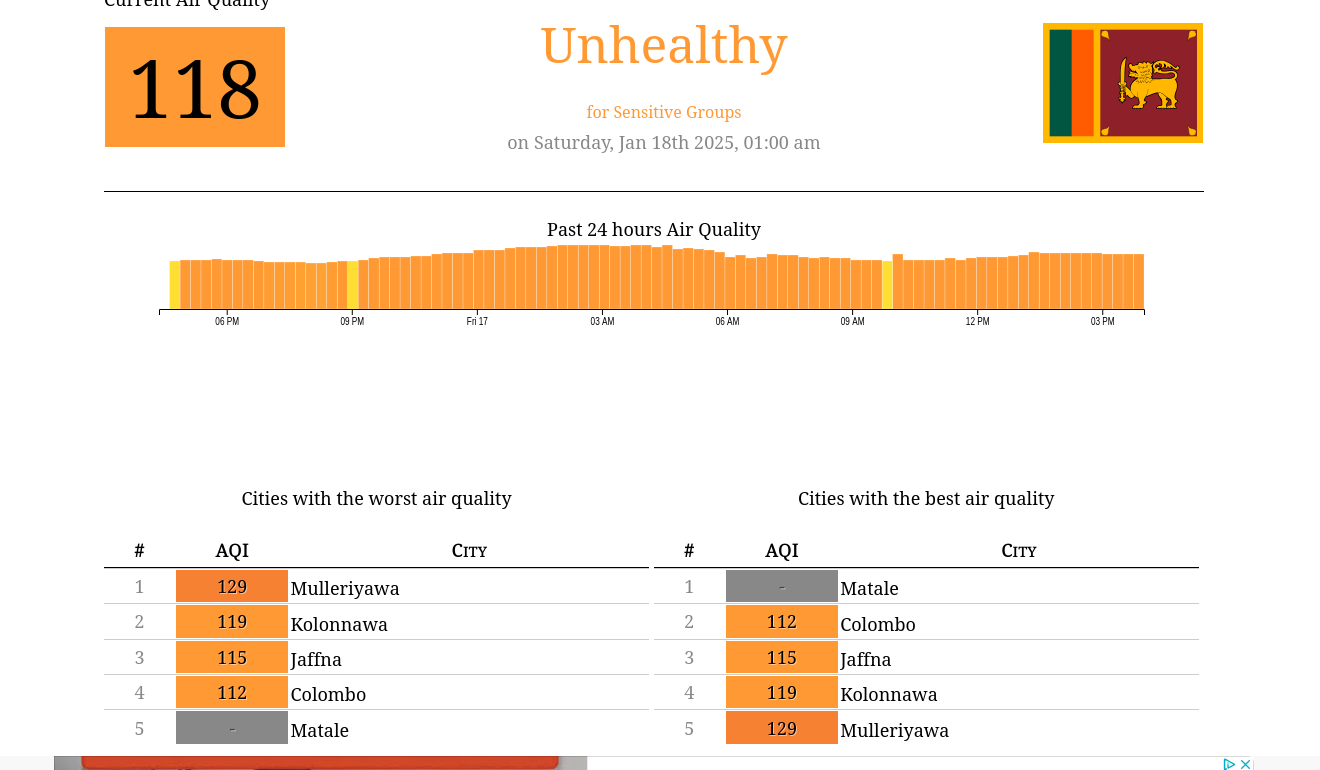 Current Air Quality
118
Unhealthy
for Sensitive Groups
on Saturday, Jan 18th 2025, 01:00 am
Past 24 hours Air Quality
06 PM 09 PM Fri 17 03 AM 06 AM 09 AM 12 PM 03 PM
Cities with the worst air quality
# AQI City
1 129 Mulleriyawa
2 119 Kolonnawa
3 115 Jaffna
4 112 Colombo
5 - Matale
Cities with the best air quality
# AQI City
1 - Matale
2 112 Colombo
3 115 Jaffna
4 119 Kolonnawa
5 129 Mulleriyawa